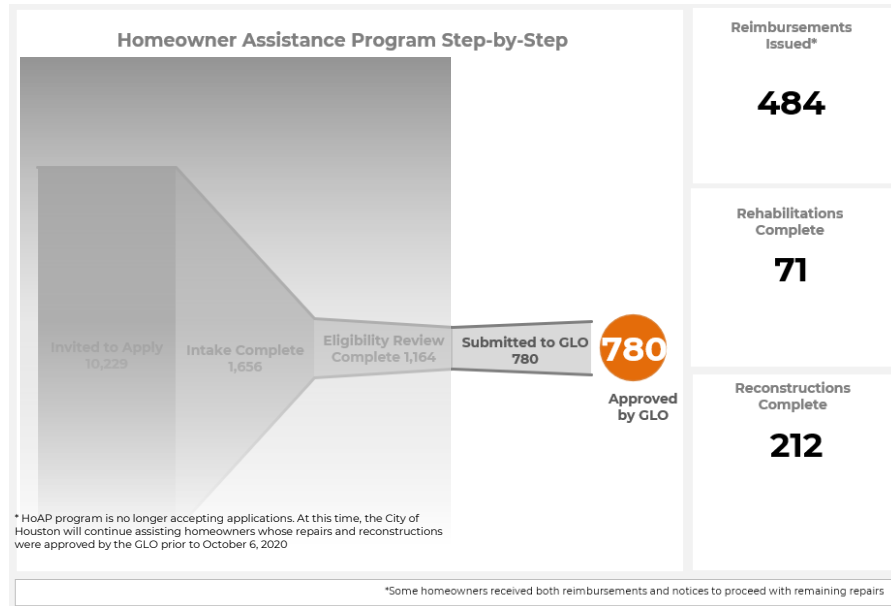 Homeowner Assistance Program Step-by-Step
Invited to Apply
10,229
Intake Complete
1,656
Eligibility Review
Complete 1,164
Submitted to GLO
780
780
Approved
by GLO
* HoAP program is no longer accepting applications. At this time, the City of
Houston will continue assisting homeowners whose repairs and reconstructions
were approved by the GLO prior to October 6, 2020
Reimbursements
Issued*
484
Rehabilitations
Complete
71
Reconstructions
Complete
212
*Some homeowners received both reimbursements and notices to proceed with remaining repairs